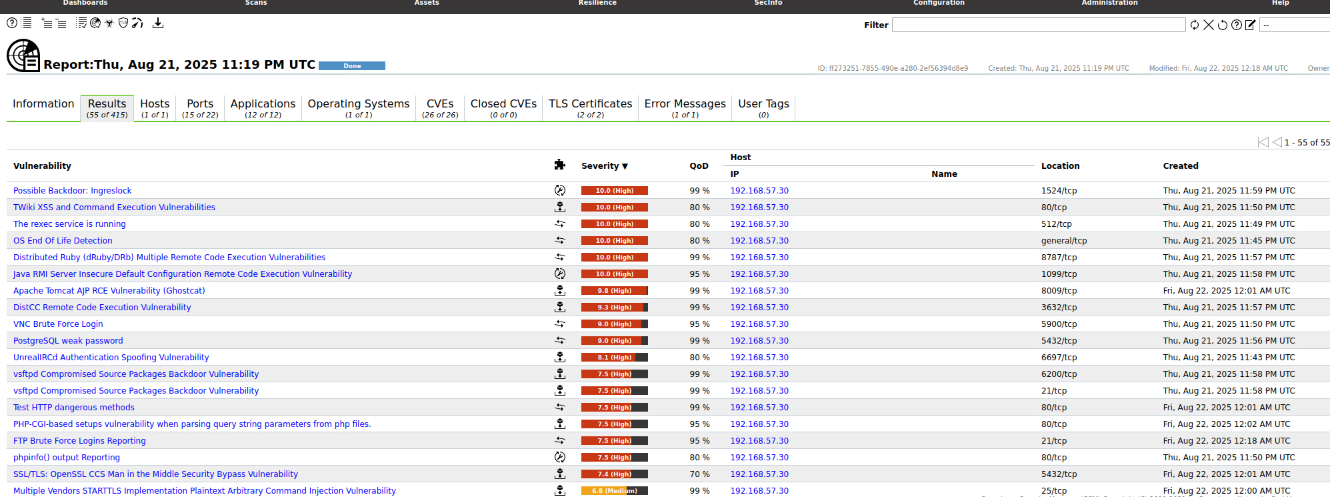 Dashboards Scans Assets Resilience SecInfo Configuration Administration Help
Filter --
Report:Thu, Aug 21, 2025 11:19 PM UTC Done ID: ff273251-7855-490e-a280-2ef56394d8e9 Created: Thu, Aug 21, 2025 11:19 PM UTC Modified: Fri, Aug 22, 2025 12:18 AM UTC Owner
Information Results Hosts Ports Applications Operating Systems CVEs Closed CVEs TLS Certificates Error Messages User Tags
(55 of 415) (1 of 1) (15 of 22) (12 of 12) (1 of 1) (26 of 26) (0 of 0) (2 of 2) (1 of 1) (0)
1 - 55 of 55
Host
Vulnerability Severity ▼ QoD Location Created
IP Name
Possible Backdoor: Ingreslock 10.0 (High) 99 % 192.168.57.30 1524/tcp Thu, Aug 21, 2025 11:59 PM UTC
TWiki XSS and Command Execution Vulnerabilities 10.0 (High) 80 % 192.168.57.30 80/tcp Thu, Aug 21, 2025 11:50 PM UTC
The rexec service is running 10.0 (High) 80 % 192.168.57.30 512/tcp Thu, Aug 21, 2025 11:49 PM UTC
OS End Of Life Detection 10.0 (High) 80 % 192.168.57.30 general/tcp Thu, Aug 21, 2025 11:45 PM UTC
Distributed Ruby (dRuby/DRb) Multiple Remote Code Execution Vulnerabilities 10.0 (High) 99 % 192.168.57.30 8787/tcp Thu, Aug 21, 2025 11:57 PM UTC
Java RMI Server Insecure Default Configuration Remote Code Execution Vulnerability 10.0 (High) 95 % 192.168.57.30 1099/tcp Thu, Aug 21, 2025 11:58 PM UTC
Apache Tomcat AJP RCE Vulnerability (Ghostcat) 9.8 (High) 99 % 192.168.57.30 8009/tcp Fri, Aug 22, 2025 12:01 AM UTC
DistCC Remote Code Execution Vulnerability 9.3 (High) 99 % 192.168.57.30 3632/tcp Thu, Aug 21, 2025 11:57 PM UTC
VNC Brute Force Login 9.0 (High) 95 % 192.168.57.30 5900/tcp Thu, Aug 21, 2025 11:50 PM UTC
PostgreSQL weak password 9.0 (High) 99 % 192.168.57.30 5432/tcp Thu, Aug 21, 2025 11:56 PM UTC
UnrealIRCd Authentication Spoofing Vulnerability 8.1 (High) 80 % 192.168.57.30 6697/tcp Thu, Aug 21, 2025 11:43 PM UTC
vsftpd Compromised Source Packages Backdoor Vulnerability 7.5 (High) 99 % 192.168.57.30 6200/tcp Thu, Aug 21, 2025 11:58 PM UTC
vsftpd Compromised Source Packages Backdoor Vulnerability 7.5 (High) 99 % 192.168.57.30 21/tcp Thu, Aug 21, 2025 11:58 PM UTC
Test HTTP dangerous methods 7.5 (High) 99 % 192.168.57.30 80/tcp Fri, Aug 22, 2025 12:01 AM UTC
PHP-CGI-based setups vulnerability when parsing query string parameters from php files. 7.5 (High) 95 % 192.168.57.30 80/tcp Fri, Aug 22, 2025 12:02 AM UTC
FTP Brute Force Logins Reporting 7.5 (High) 95 % 192.168.57.30 21/tcp Fri, Aug 22, 2025 12:18 AM UTC
phpinfo() output Reporting 7.5 (High) 80 % 192.168.57.30 80/tcp Thu, Aug 21, 2025 11:50 PM UTC
SSL/TLS: OpenSSL CCS Man in the Middle Security Bypass Vulnerability 7.4 (High) 70 % 192.168.57.30 5432/tcp Fri, Aug 22, 2025 12:01 AM UTC
Multiple Vendors STARTTLS Implementation Plaintext Arbitrary Command Injection Vulnerability 6.8 (Medium) 99 % 192.168.57.30 25/tcp Fri, Aug 22, 2025 12:00 AM UTC